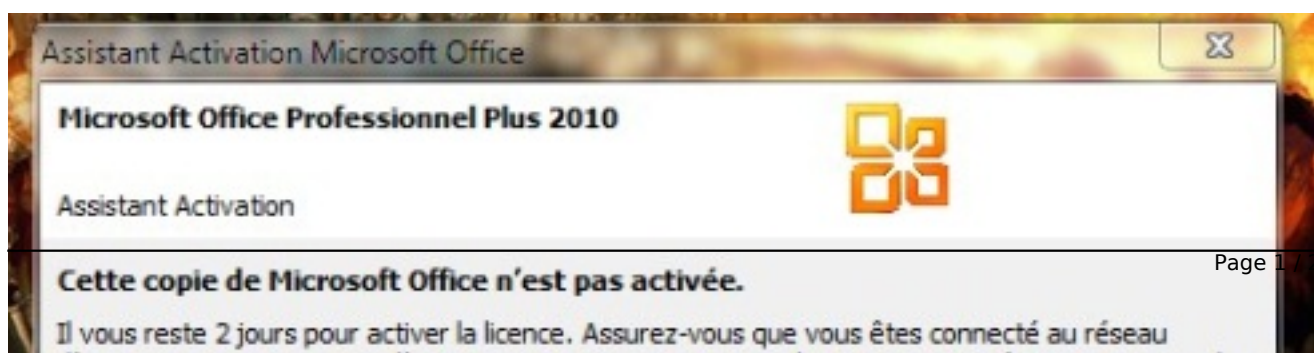 Assistant Activation Microsoft Office
Microsoft Office Professionnel Plus 2010
Assistant Activation
Page 1 /
Cette copie de Microsoft Office n'est pas activée.
Il vous reste 2 jours pour activer la licence. Assurez-vous que vous êtes connecté au réseau